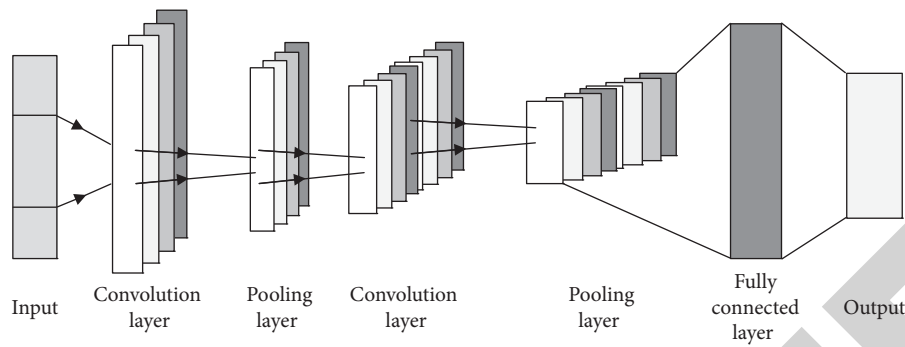 Input
Convolution
layer
Pooling
layer
Convolution
layer
Pooling
layer
Fully
connected
layer
Output